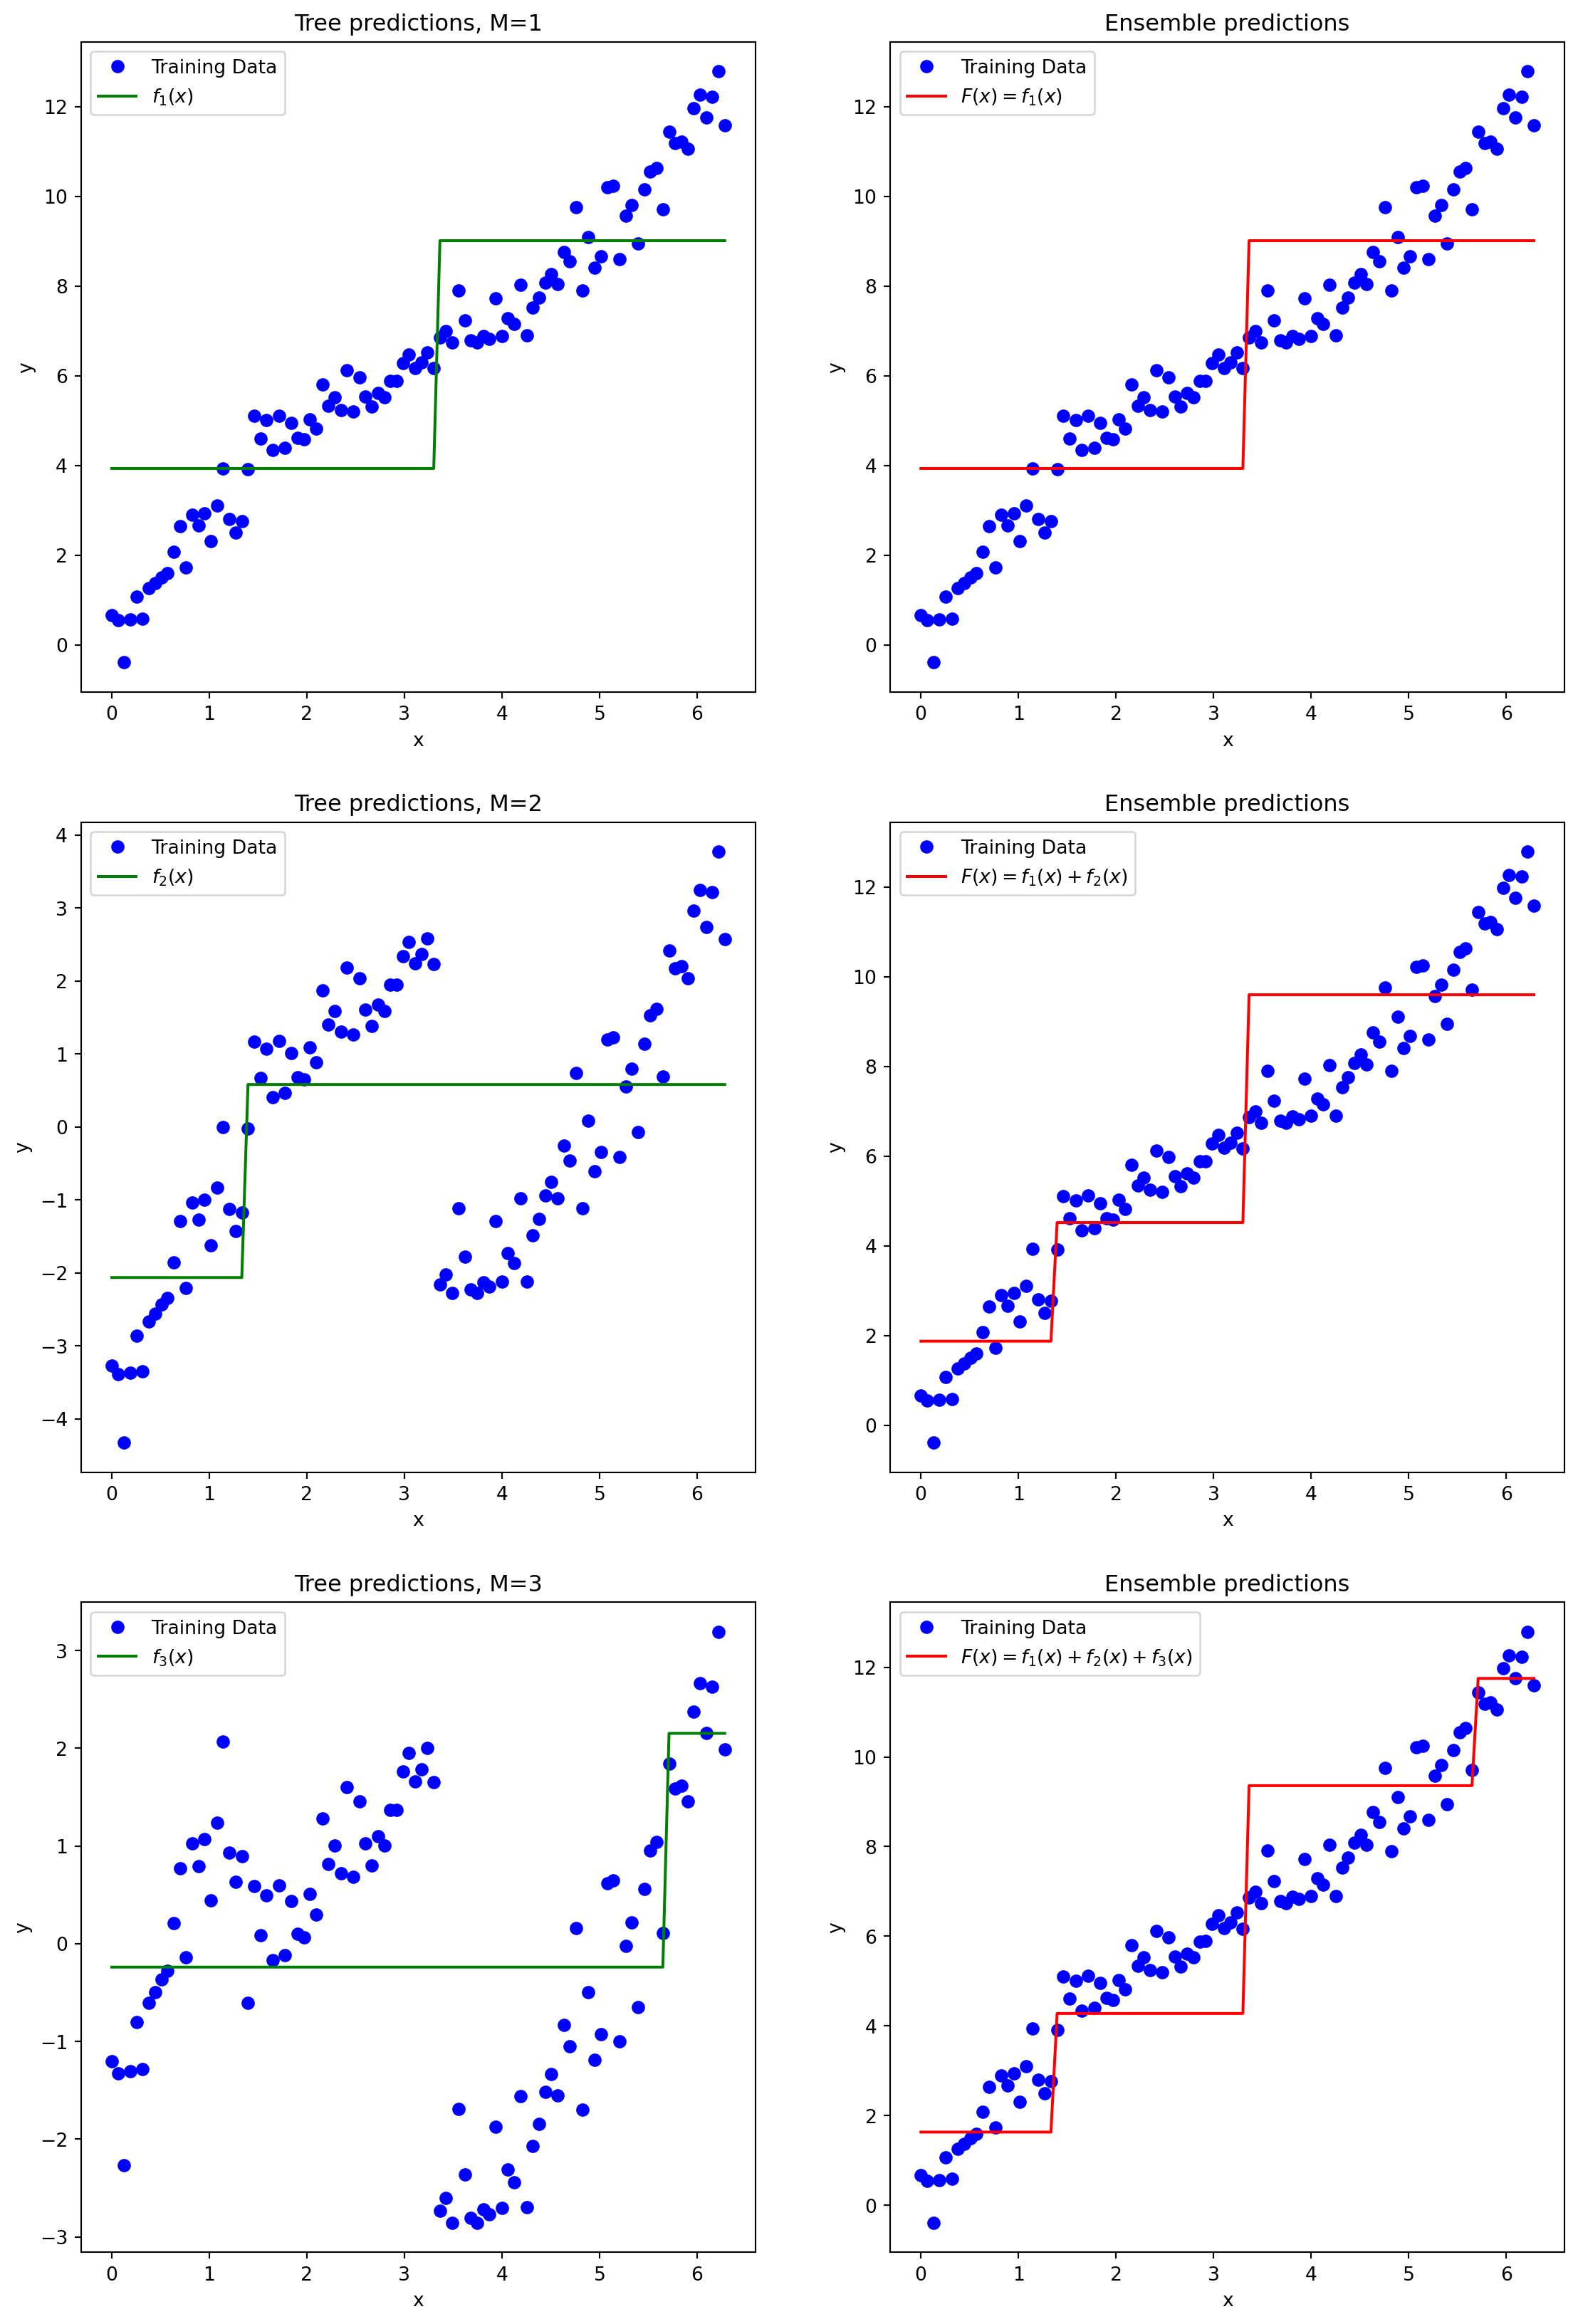 Tree predictions, M=1
Training Data
f₁(x)
12
10
8
6
4
2
0
y
0 1 2 3 4 5 6
x
Ensemble predictions
Training Data
F(x) = f₁(x)
12
10
8
6
4
2
0
y
0 1 2 3 4 5 6
x
Tree predictions, M=2
Training Data
f₂(x)
4
3
2
1
0
−1
−2
−3
−4
y
0 1 2 3 4 5 6
x
Ensemble predictions
Training Data
F(x) = f₁(x) + f₂(x)
12
10
8
6
4
2
0
y
0 1 2 3 4 5 6
x
Tree predictions, M=3
Training Data
f₃(x)
3
2
1
0
−1
−2
−3
y
0 1 2 3 4 5 6
x
Ensemble predictions
Training Data
F(x) = f₁(x) + f₂(x) + f₃(x)
12
10
8
6
4
2
0
y
0 1 2 3 4 5 6
x